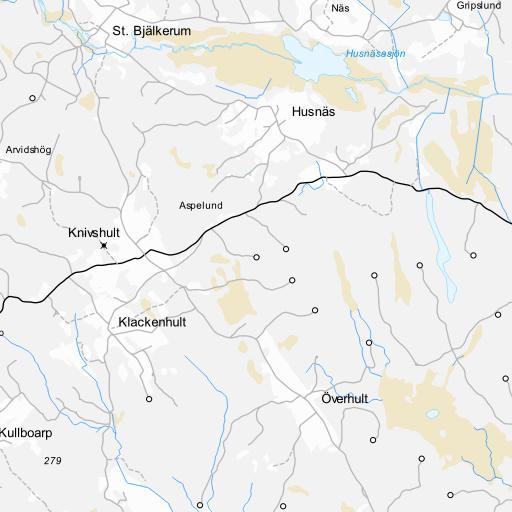 Näs
Gripslund
St. Bjälkerum
Husnäsasjön
Husnäs
Arvidshög
Aspelund
Knivshult
Klackenhult
Överhult
Kullboarp
279